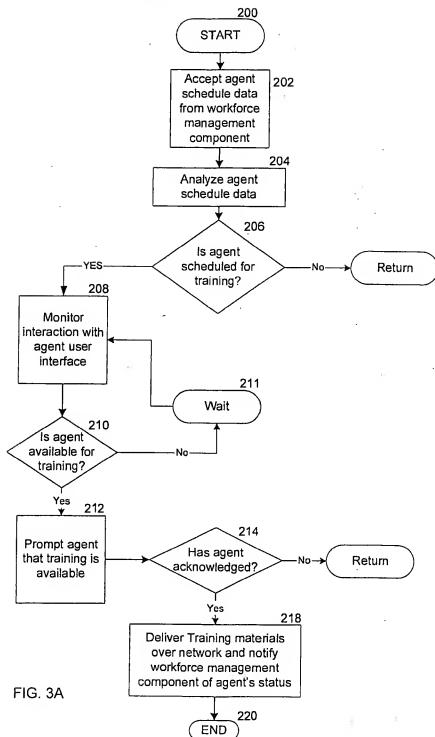 200
START
Accept agent
schedule data
from workforce
management
component
202
204
Analyze agent
schedule data
206
Is agent
scheduled for
training?
YES
No
Return
208
Monitor
interaction with
agent user
interface
211
Wait
210
Is agent
available for
training?
No
Yes
212
Prompt agent
that training is
available
214
Has agent
acknowledged?
No
Return
Yes
218
Deliver Training materials
over network and notify
workforce management
component of agent's status
220
END
FIG. 3A